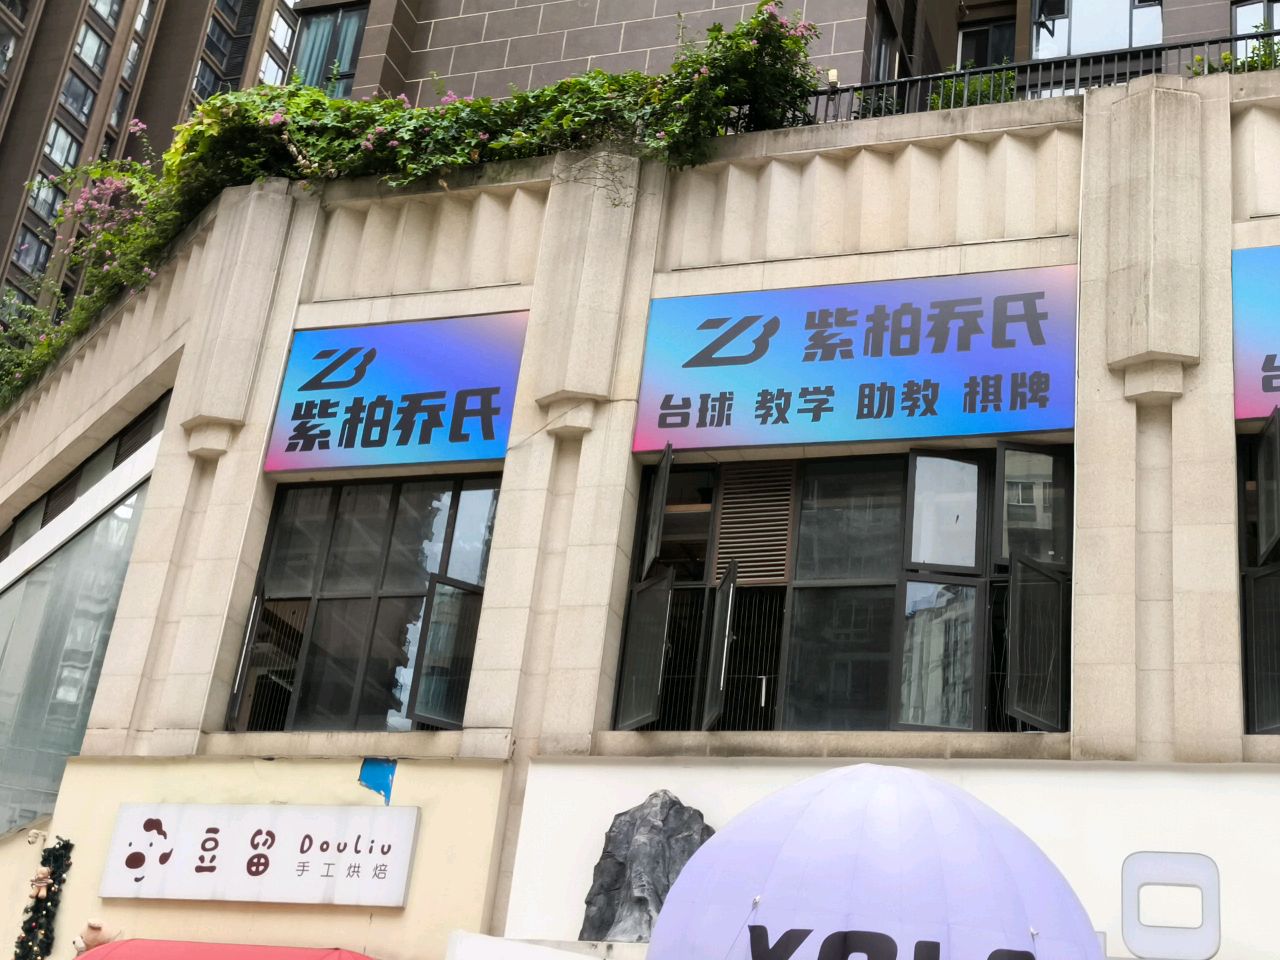 ZB
紫柏乔氏
ZB 紫柏乔氏
台球 教学 助教 棋牌
豆留 Douliu
手工烘焙